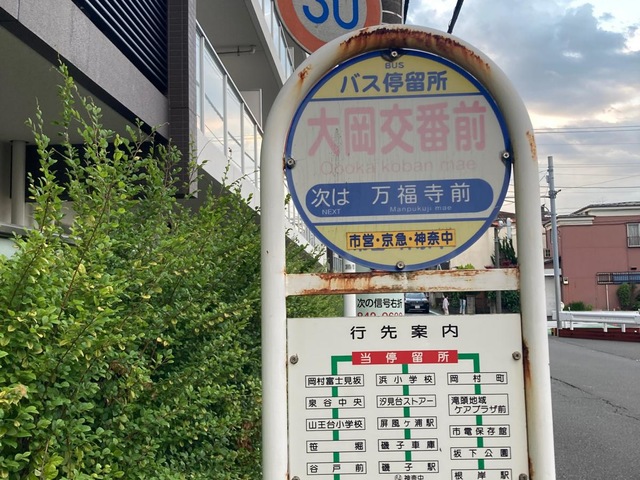 30
BUS
バス停留所
大岡交番前
Oooka koban mae
次は 万福寺前
NEXT Manpukuji mae
市営・京急・神奈中
次の信号右折
行先案内
当停留所
岡村富士見坂 浜小学校 岡村町
泉谷中央 汐見台ストアー 滝頭地域ケアプラザ前
山王台小学校 屏風ヶ浦駅 市電保存館
笹堀 磯子車庫 坂下公園
谷戸前 磯子駅 根岸駅
神奈中